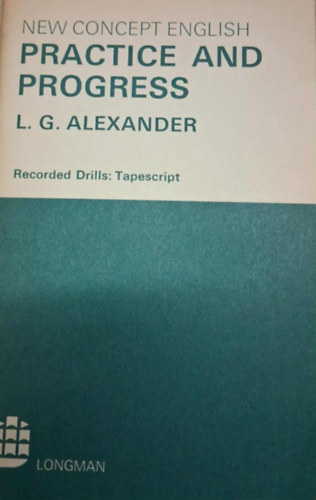 NEW CONCEPT ENGLISH
PRACTICE AND
PROGRESS
L. G. ALEXANDER
Recorded Drills: Tapescript
LONGMAN